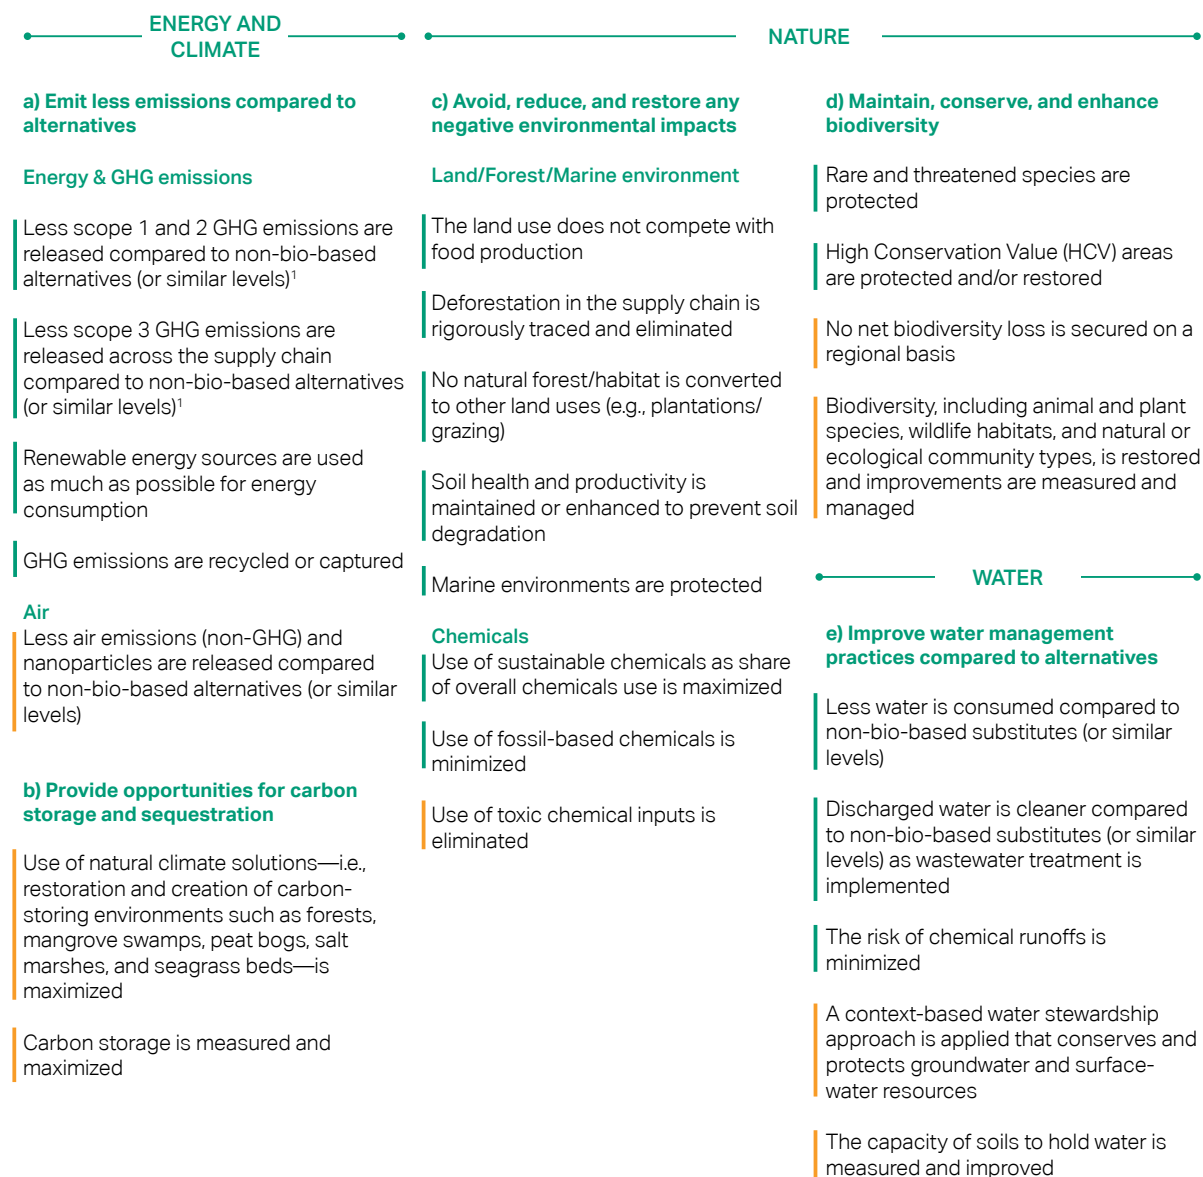 ENERGY AND
CLIMATE
a) Emit less emissions compared to
alternatives
Energy & GHG emissions
Less scope 1 and 2 GHG emissions are
released compared to non-bio-based
alternatives (or similar levels)¹
Less scope 3 GHG emissions are
released across the supply chain
compared to non-bio-based alternatives
(or similar levels)¹
Renewable energy sources are used
as much as possible for energy
consumption
GHG emissions are recycled or captured
Air
Less air emissions (non-GHG) and
nanoparticles are released compared
to non-bio-based alternatives (or similar
levels)
b) Provide opportunities for carbon
storage and sequestration
Use of natural climate solutions—i.e.,
restoration and creation of carbon-
storing environments such as forests,
mangrove swamps, peat bogs, salt
marshes, and seagrass beds—is
maximized
Carbon storage is measured and
maximized
NATURE
c) Avoid, reduce, and restore any
negative environmental impacts
Land/Forest/Marine environment
The land use does not compete with
food production
Deforestation in the supply chain is
rigorously traced and eliminated
No natural forest/habitat is converted
to other land uses (e.g., plantations/
grazing)
Soil health and productivity is
maintained or enhanced to prevent soil
degradation
Marine environments are protected
Chemicals
Use of sustainable chemicals as share
of overall chemicals use is maximized
Use of fossil-based chemicals is
minimized
Use of toxic chemical inputs is
eliminated
d) Maintain, conserve, and enhance
biodiversity
Rare and threatened species are
protected
High Conservation Value (HCV) areas
are protected and/or restored
No net biodiversity loss is secured on a
regional basis
Biodiversity, including animal and plant
species, wildlife habitats, and natural or
ecological community types, is restored
and improvements are measured and
managed
WATER
e) Improve water management
practices compared to alternatives
Less water is consumed compared to
non-bio-based substitutes (or similar
levels)
Discharged water is cleaner compared
to non-bio-based substitutes (or similar
levels) as wastewater treatment is
implemented
The risk of chemical runoffs is
minimized
A context-based water stewardship
approach is applied that conserves and
protects groundwater and surface-
water resources
The capacity of soils to hold water is
measured and improved